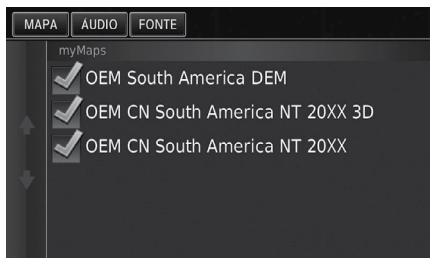 MAPA ÁUDIO FONTE
myMaps
OEM South America DEM
OEM CN South America NT 20XX 3D
OEM CN South America NT 20XX